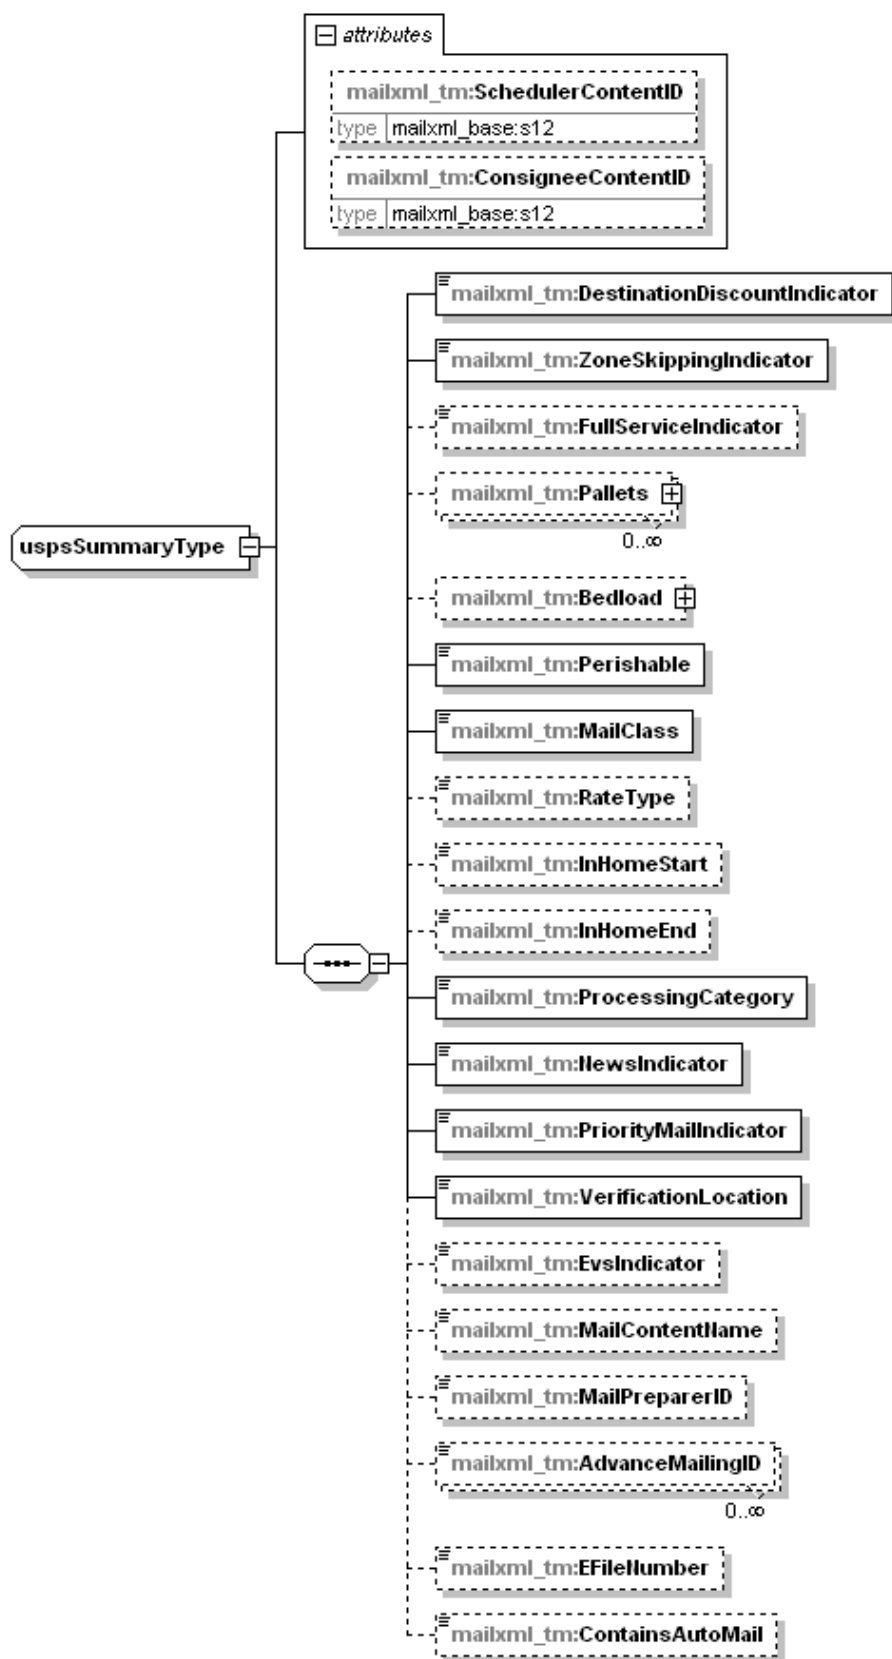 attributes
mailxml_tm:SchedulerContentID
type mailxml_base:s12
mailxml_tm:ConsigneeContentID
type mailxml_base:s12
mailxml_tm:DestinationDiscountIndicator
mailxml_tm:ZoneSkippingIndicator
mailxml_tm:FullServiceIndicator
mailxml_tm:Pallets
0..∞
uspsSummaryType
mailxml_tm:Bedload
mailxml_tm:Perishable
mailxml_tm:MailClass
mailxml_tm:RateType
mailxml_tm:InHomeStart
mailxml_tm:InHomeEnd
mailxml_tm:ProcessingCategory
mailxml_tm:NewsIndicator
mailxml_tm:PriorityMailIndicator
mailxml_tm:VerificationLocation
mailxml_tm:EvsIndicator
mailxml_tm:MailContentName
mailxml_tm:MailPreparerID
mailxml_tm:AdvanceMailingID
0..∞
mailxml_tm:EFileNumber
mailxml_tm:ContainsAutoMail